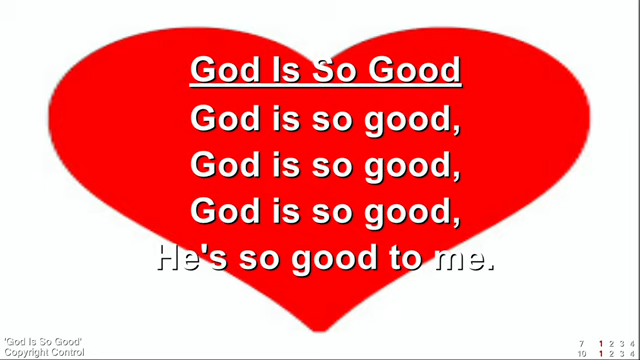 God Is So Good
God is so good,
God is so good,
God is so good,
He's so good to me.
'God Is So Good'
Copyright Control
7 1 2 3 4
10 1 2 3 4